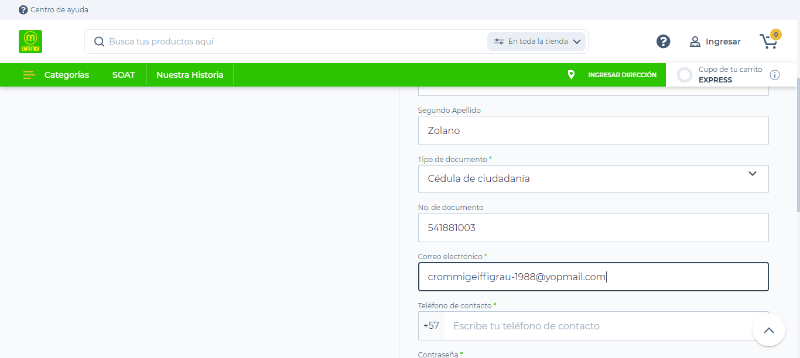 Centro de ayuda
Busca tus productos aquí
En toda la tienda
Ingresar
0
Categorías
SOAT
Nuestra Historia
INGRESAR DIRECCIÓN
Cupo de tu carrito
EXPRESS
Segundo Apellido
Zolano
Tipo de documento *
Cédula de ciudadanía
No. de documento
541881003
Correo electrónico *
crommigeiffigrau-1988@yopmail.com
Teléfono de contacto *
+57 Escribe tu teléfono de contacto
Contraseña *